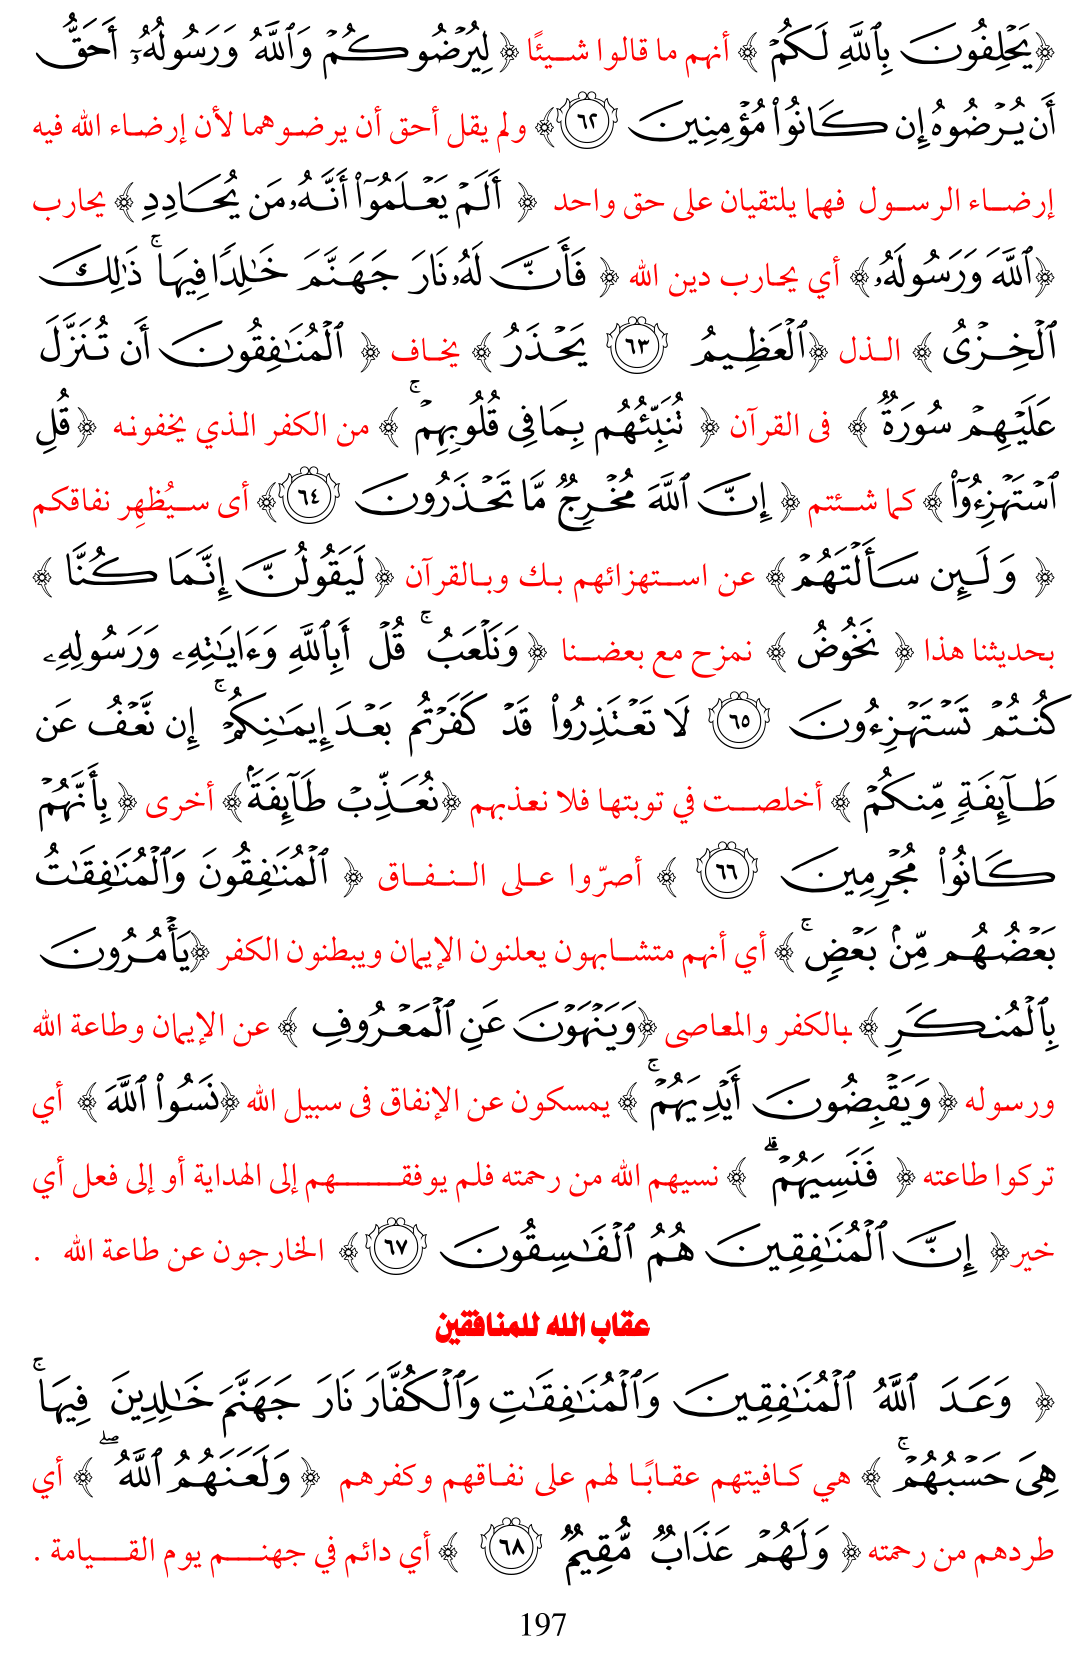 ﴿يَحْلِفُونَ بِٱللَّهِ لَكُمْ ﴾ أنهم ما قالوا شيئًا ﴿ لِيُرْضُوكُمْ وَٱللَّهُ وَرَسُولُهُۥٓ أَحَقُّ
أَن يُرْضُوهُ إِن كَانُوا۟ مُؤْمِنِينَ ٦٢ ﴾ ولم يقل أحق أن يرضوهما لأن إرضاء الله فيه
إرضاء الرسول فهما يلتقيان على حق واحد ﴿ أَلَمْ يَعْلَمُوٓا۟ أَنَّهُۥ مَن يُحَادِدِ ﴾ يحارب
﴿ٱللَّهَ وَرَسُولَهُۥ﴾ أي يحارب دين الله ﴿ فَأَنَّ لَهُۥ نَارَ جَهَنَّمَ خَٰلِدًا فِيهَا ۚ ذَٰلِكَ
ٱلْخِزْىُ ﴾ الذل ﴿ٱلْعَظِيمُ ٦٣ يَحْذَرُ ﴾ يخاف ﴿ ٱلْمُنَٰفِقُونَ أَن تُنَزَّلَ
عَلَيْهِمْ سُورَةٌ ﴾ فى القرآن ﴿ تُنَبِّئُهُم بِمَا فِى قُلُوبِهِمْ ۚ ﴾ من الكفر الذي يخفونه ﴿قُلِ
ٱسْتَهْزِءُوٓا۟ ﴾ كما شئتم ﴿ إِنَّ ٱللَّهَ مُخْرِجٌ مَّا تَحْذَرُونَ ٦٤ ﴾ أى سيُظهِر نفاقكم
﴿ وَلَئِن سَأَلْتَهُمْ ﴾ عن استهزائهم بك وبالقرآن ﴿ لَيَقُولُنَّ إِنَّمَا كُنَّا ﴾
بحديثنا هذا ﴿ نَخُوضُ ﴾ نمزح مع بعضنا ﴿ وَنَلْعَبُ ۚ قُلْ أَبِٱللَّهِ وَءَايَٰتِهِۦ وَرَسُولِهِۦ
كُنتُمْ تَسْتَهْزِءُونَ ٦٥ لَا تَعْتَذِرُوا۟ قَدْ كَفَرْتُم بَعْدَ إِيمَٰنِكُمْ ۚ إِن نَّعْفُ عَن
طَآئِفَةٍ مِّنكُمْ ﴾ أخلصت في توبتها فلا نعذبهم ﴿نُعَذِّبْ طَآئِفَةًۢ﴾ أخرى ﴿ بِأَنَّهُمْ
كَانُوا۟ مُجْرِمِينَ ٦٦ ﴾ أصرّوا على النفاق ﴿ ٱلْمُنَٰفِقُونَ وَٱلْمُنَٰفِقَٰتُ
بَعْضُهُم مِّنۢ بَعْضٍ ۚ ﴾ أي أنهم متشابهون يعلنون الإيمان ويبطنون الكفر ﴿يَأْمُرُونَ
بِٱلْمُنكَرِ ﴾ بالكفر والمعاصى ﴿وَيَنْهَوْنَ عَنِ ٱلْمَعْرُوفِ ﴾ عن الإيمان وطاعة الله
ورسوله ﴿ وَيَقْبِضُونَ أَيْدِيَهُمْ ۚ ﴾ يمسكون عن الإنفاق فى سبيل الله ﴿نَسُوا۟ ٱللَّهَ ﴾ أي
تركوا طاعته ﴿ فَنَسِيَهُمْ ۗ ﴾ نسيهم الله من رحمته فلم يوفقهم إلى الهداية أو إلى فعل أي
خير﴿ إِنَّ ٱلْمُنَٰفِقِينَ هُمُ ٱلْفَٰسِقُونَ ٦٧ ﴾ الخارجون عن طاعة الله .
عقاب الله للمنافقين
﴿ وَعَدَ ٱللَّهُ ٱلْمُنَٰفِقِينَ وَٱلْمُنَٰفِقَٰتِ وَٱلْكُفَّارَ نَارَ جَهَنَّمَ خَٰلِدِينَ فِيهَا ۚ
هِىَ حَسْبُهُمْ ۚ ﴾ هي كافيتهم عقابًا لهم على نفاقهم وكفرهم ﴿ وَلَعَنَهُمُ ٱللَّهُ ۖ ﴾ أي
طردهم من رحمته ﴿ وَلَهُمْ عَذَابٌ مُّقِيمٌ ٦٨ ﴾ أي دائم في جهنم يوم القيامة .
197